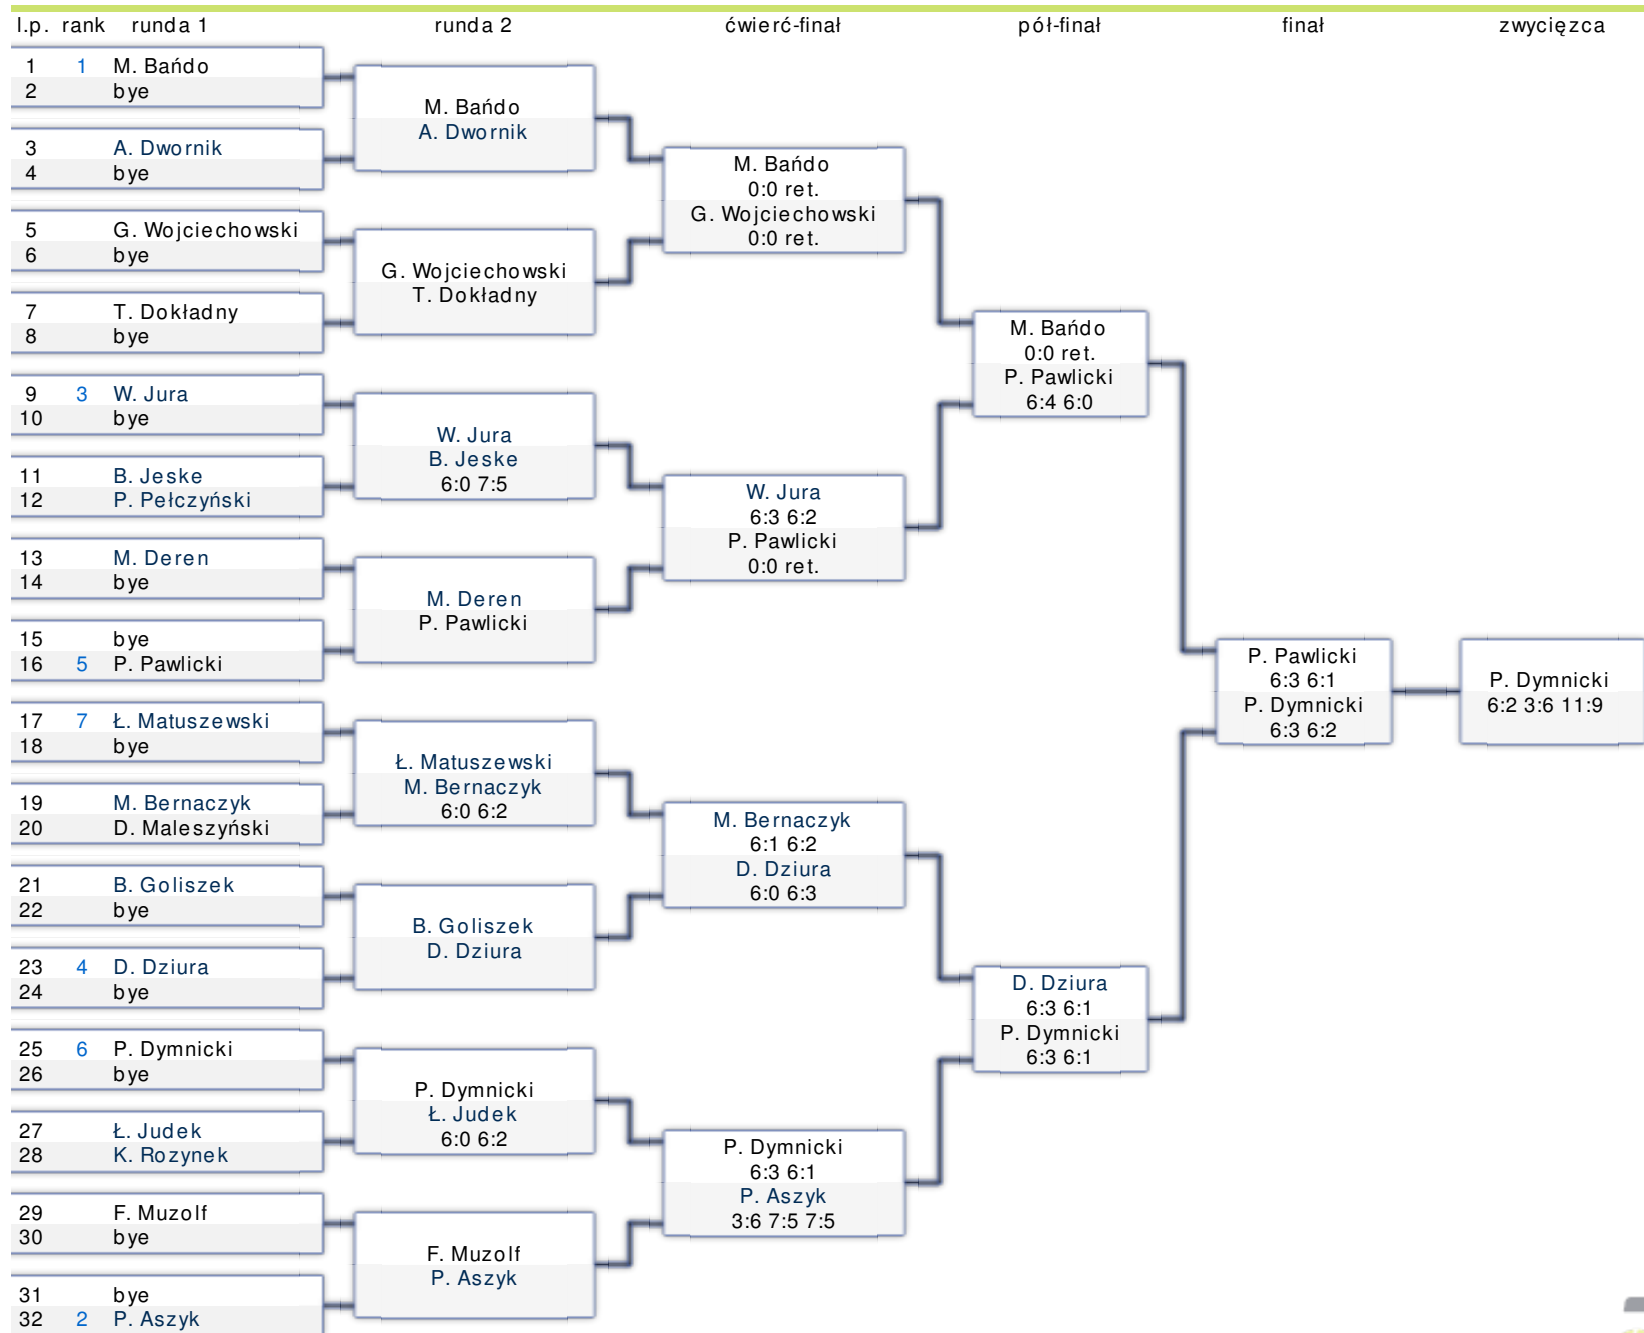 l.p. rank runda 1 runda 2 ćwierć-finał pół-finał finał zwycięzca
1 1 M. Bańdo
2 bye
3 A. Dwornik
4 bye
5 G. Wojciechowski
6 bye
7 T. Dokładny
8 bye
9 3 W. Jura
10 bye
11 B. Jeske
12 P. Pełczyński
13 M. Deren
14 bye
15 bye
16 5 P. Pawlicki
17 7 Ł. Matuszewski
18 bye
19 M. Bernaczyk
20 D. Maleszyński
21 B. Goliszek
22 bye
23 4 D. Dziura
24 bye
25 6 P. Dymnicki
26 bye
27 Ł. Judek
28 K. Rozynek
29 F. Muzolf
30 bye
31 bye
32 2 P. Aszyk
M. Bańdo
A. Dwornik
G. Wojciechowski
T. Dokładny
W. Jura
B. Jeske
6:0 7:5
M. Deren
P. Pawlicki
Ł. Matuszewski
M. Bernaczyk
6:0 6:2
B. Goliszek
D. Dziura
P. Dymnicki
Ł. Judek
6:0 6:2
F. Muzolf
P. Aszyk
M. Bańdo
0:0 ret.
G. Wojciechowski
0:0 ret.
W. Jura
6:3 6:2
P. Pawlicki
0:0 ret.
M. Bernaczyk
6:1 6:2
D. Dziura
6:0 6:3
P. Dymnicki
6:3 6:1
P. Aszyk
3:6 7:5 7:5
M. Bańdo
0:0 ret.
P. Pawlicki
6:4 6:0
D. Dziura
6:3 6:1
P. Dymnicki
6:3 6:1
P. Pawlicki
6:3 6:1
P. Dymnicki
6:3 6:2
P. Dymnicki
6:2 3:6 11:9